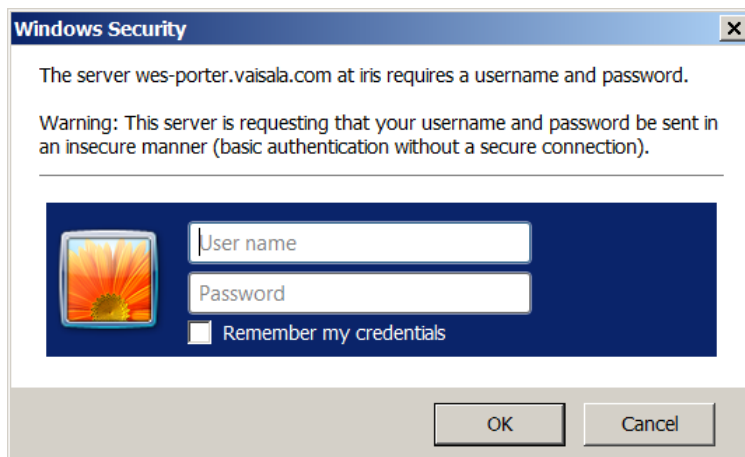 Windows Security
The server wes-porter.vaisala.com at iris requires a username and password.
Warning: This server is requesting that your username and password be sent in
an insecure manner (basic authentication without a secure connection).
User name
Password
Remember my credentials
OK
Cancel